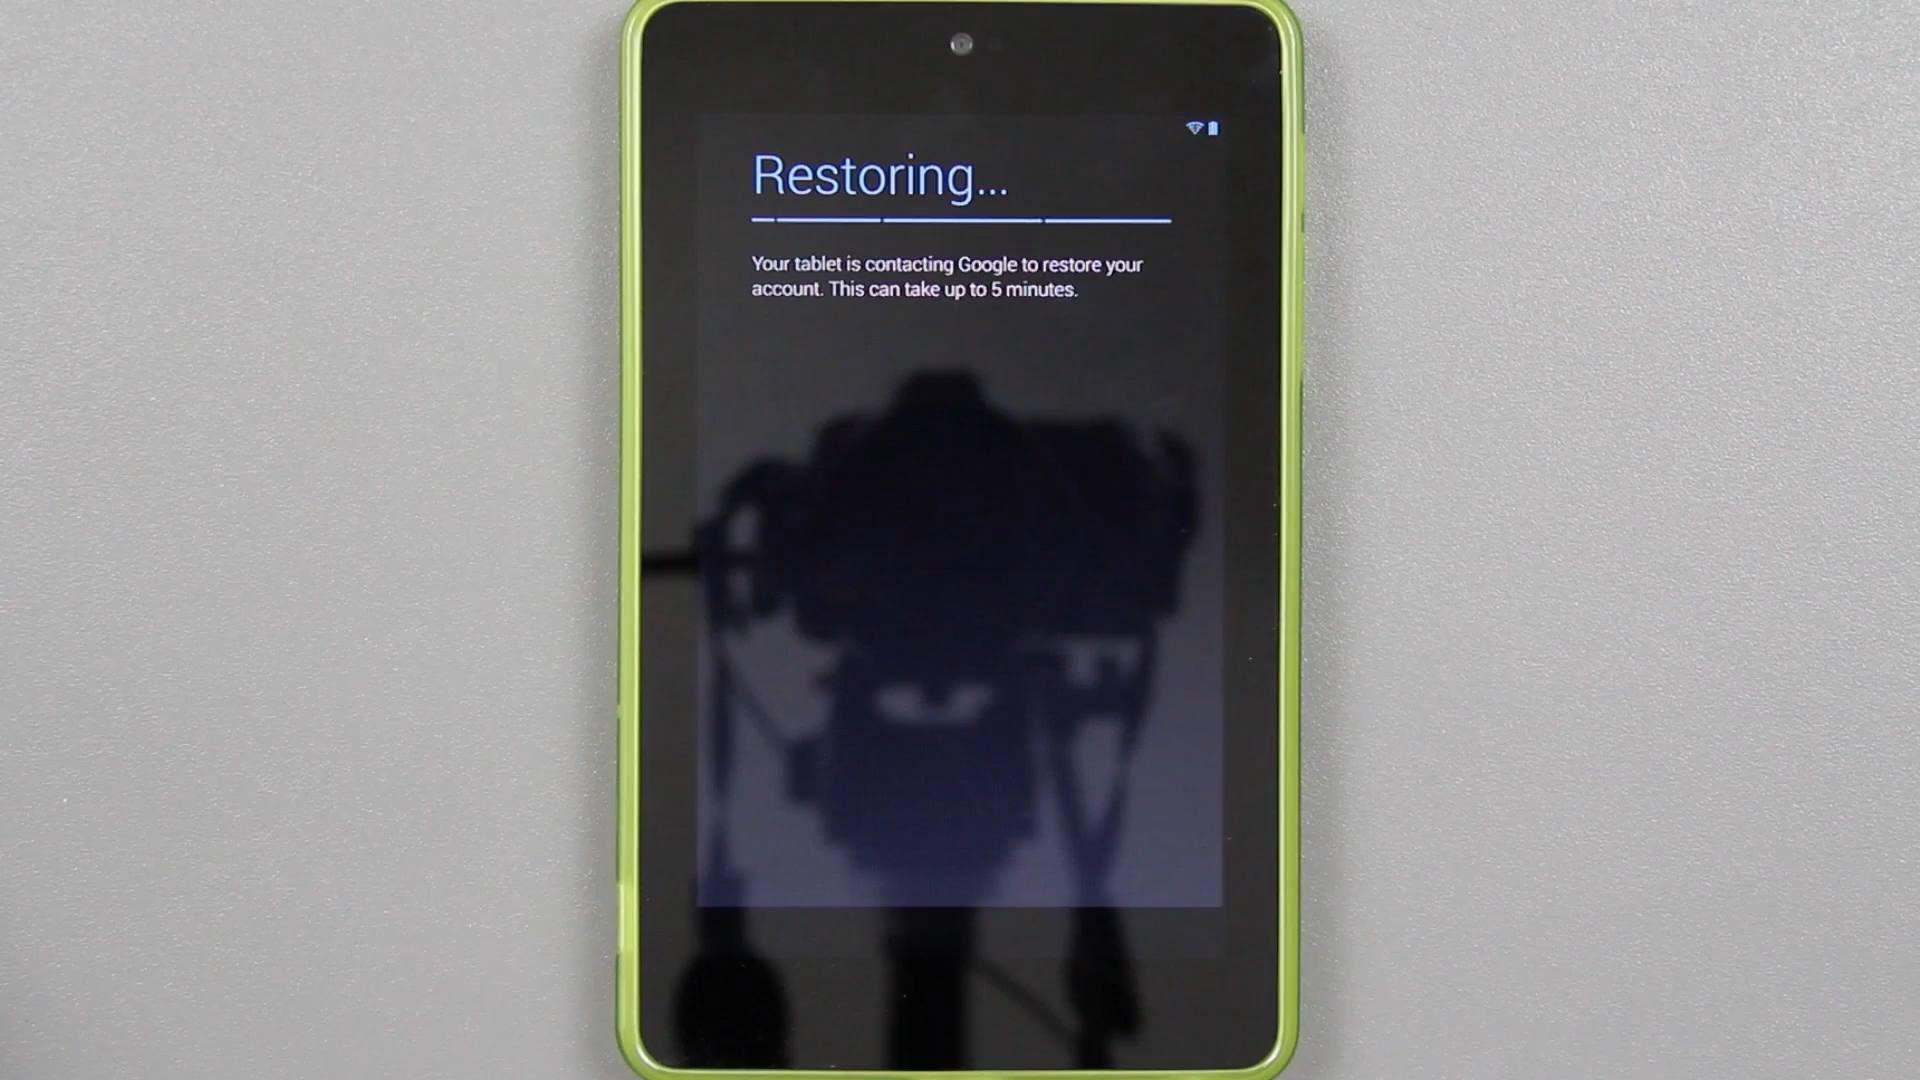 Restoring...
Your tablet is contacting Google to restore your
account. This can take up to 5 minutes.